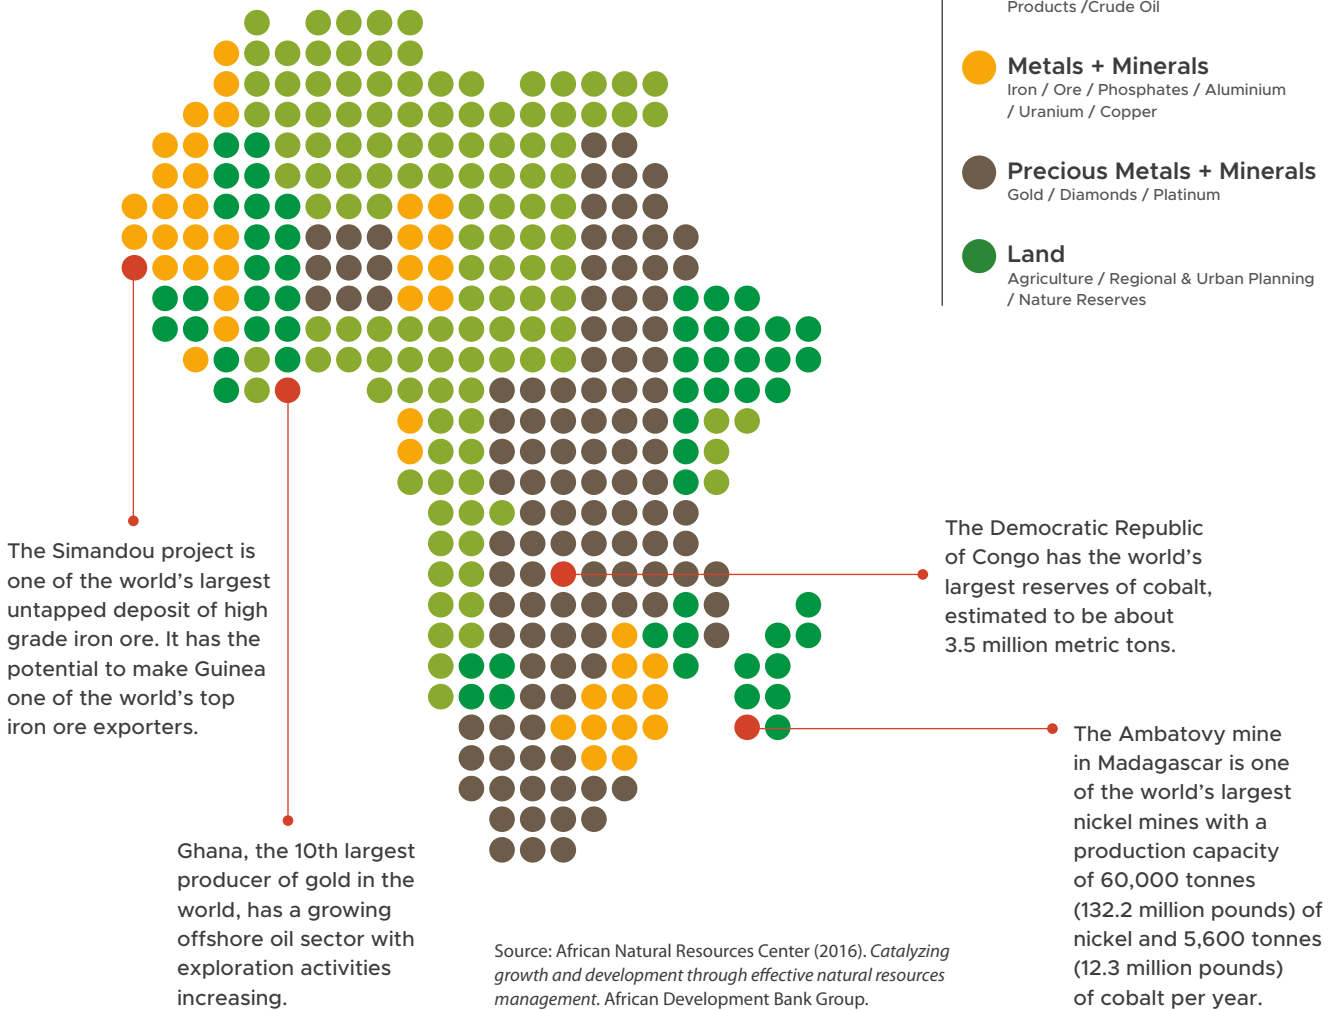 Products /Crude Oil
Metals + Minerals
Iron / Ore / Phosphates / Aluminium
/ Uranium / Copper
Precious Metals + Minerals
Gold / Diamonds / Platinum
Land
Agriculture / Regional & Urban Planning
/ Nature Reserves
The Simandou project is
one of the world's largest
untapped deposit of high
grade iron ore. It has the
potential to make Guinea
one of the world's top
iron ore exporters.
The Democratic Republic
of Congo has the world's
largest reserves of cobalt,
estimated to be about
3.5 million metric tons.
Ghana, the 10th largest
producer of gold in the
world, has a growing
offshore oil sector with
exploration activities
increasing.
The Ambatovy mine
in Madagascar is one
of the world's largest
nickel mines with a
production capacity
of 60,000 tonnes
(132.2 million pounds) of
nickel and 5,600 tonnes
(12.3 million pounds)
of cobalt per year.
Source: African Natural Resources Center (2016). Catalyzing
growth and development through effective natural resources
management. African Development Bank Group.